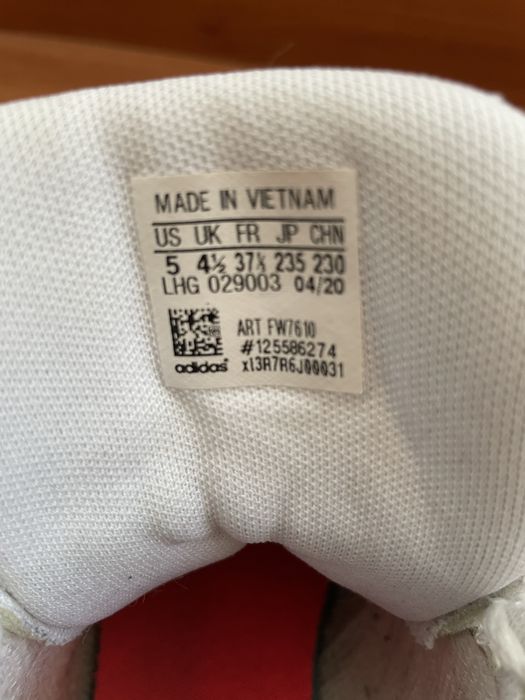 MADE IN VIETNAM
US UK FR JP CHN
5 4½ 37⅓ 235 230
LHG 029003 04/20
ART FW7610
#125586274
adidas x13R7R6J00031